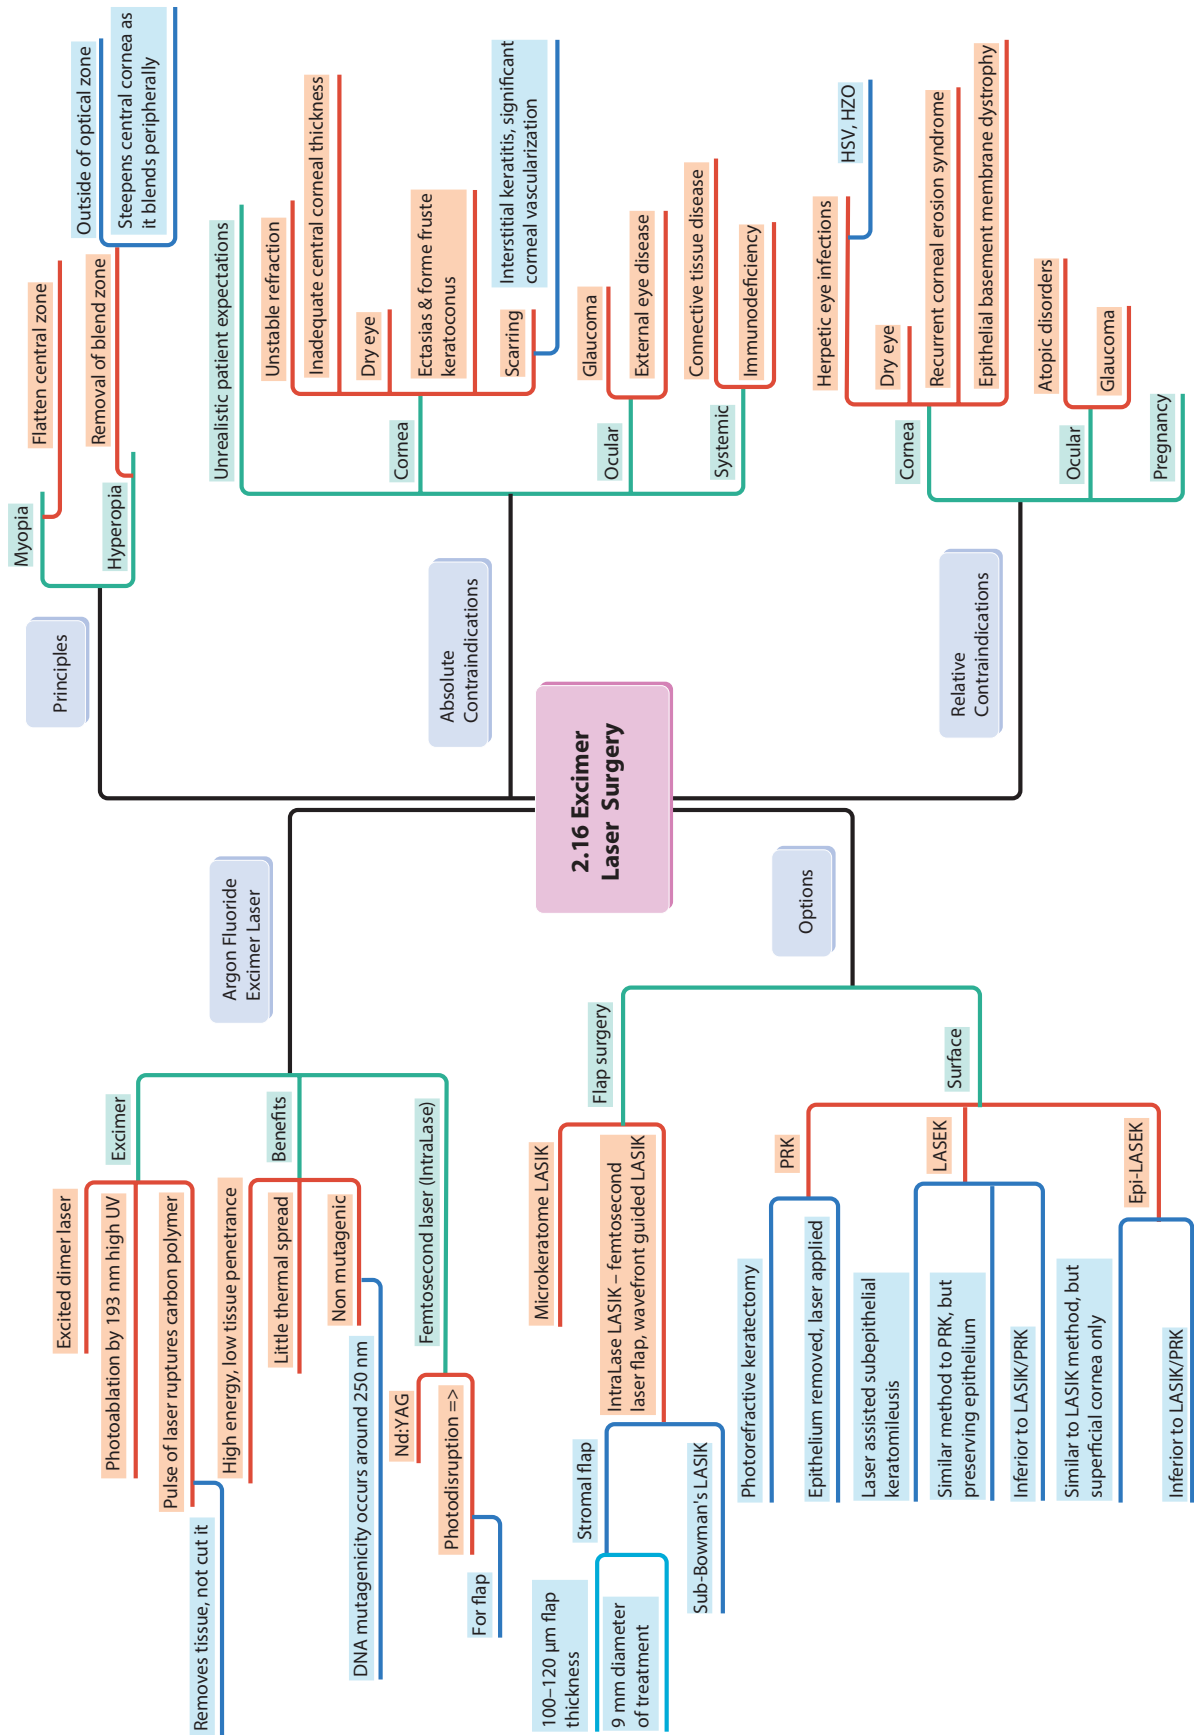 2.16 Excimer
Laser Surgery
Argon Fluoride
Excimer Laser
Excimer
Excited dimer laser
Photoablation by 193 nm high UV
Pulse of laser ruptures carbon polymer
Removes tissue, not cut it
Benefits
High energy, low tissue penetrance
Little thermal spread
Non mutagenic
DNA mutagenicity occurs around 250 nm
Femtosecond laser (IntraLase)
Nd:YAG
Photodisruption =>
For flap
Options
Flap surgery
Microkeratome LASIK
IntraLase LASIK – femtosecond
laser flap, wavefront guided LASIK
Stromal flap
100–120 µm flap
thickness
9 mm diameter
of treatment
Sub-Bowman's LASIK
Surface
PRK
Photorefractive keratectomy
Epithelium removed, laser applied
LASEK
Laser assisted subepithelial
keratomileusis
Similar method to PRK, but
preserving epithelium
Inferior to LASIK/PRK
Epi-LASEK
Similar to LASIK method, but
superficial cornea only
Inferior to LASIK/PRK
Principles
Myopia
Flatten central zone
Hyperopia
Removal of blend zone
Outside of optical zone
Steepens central cornea as
it blends peripherally
Absolute
Contraindications
Unrealistic patient expectations
Cornea
Unstable refraction
Inadequate central corneal thickness
Dry eye
Ectasias & forme fruste
keratoconus
Scarring
Interstitial keratitis, significant
corneal vascularization
Ocular
Glaucoma
External eye disease
Systemic
Connective tissue disease
Immunodeficiency
Relative
Contraindications
Cornea
Herpetic eye infections
HSV, HZO
Dry eye
Recurrent corneal erosion syndrome
Epithelial basement membrane dystrophy
Ocular
Atopic disorders
Glaucoma
Pregnancy